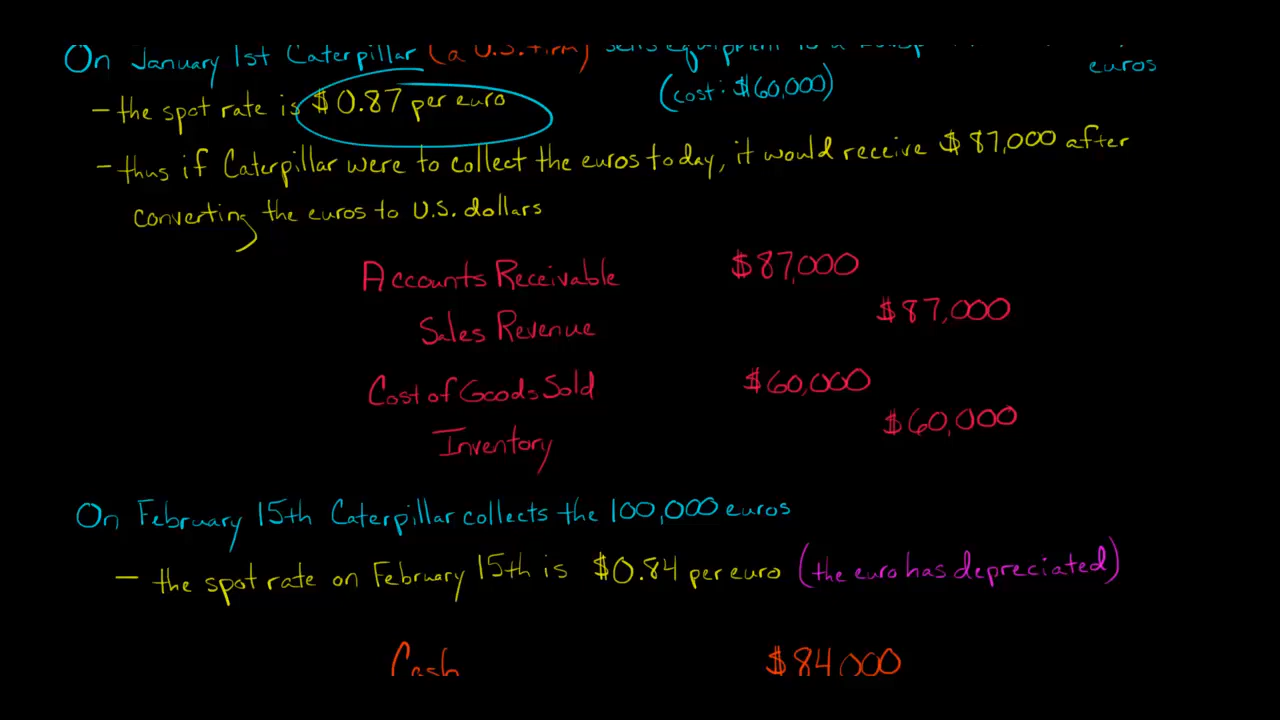 On January 1st Caterpillar (a U.S. firm) sells equipment to a
euros
(cost: $60,000)
- the spot rate is $0.87 per euro
- thus if Caterpillar were to collect the euros today, it would receive $87,000 after
converting the euros to U.S. dollars
Accounts Receivable $87,000
Sales Revenue $87,000
Cost of Goods Sold $60,000
Inventory $60,000
On February 15th Caterpillar collects the 100,000 euros
- the spot rate on February 15th is $0.84 per euro (the euro has depreciated)
Cash $84,000